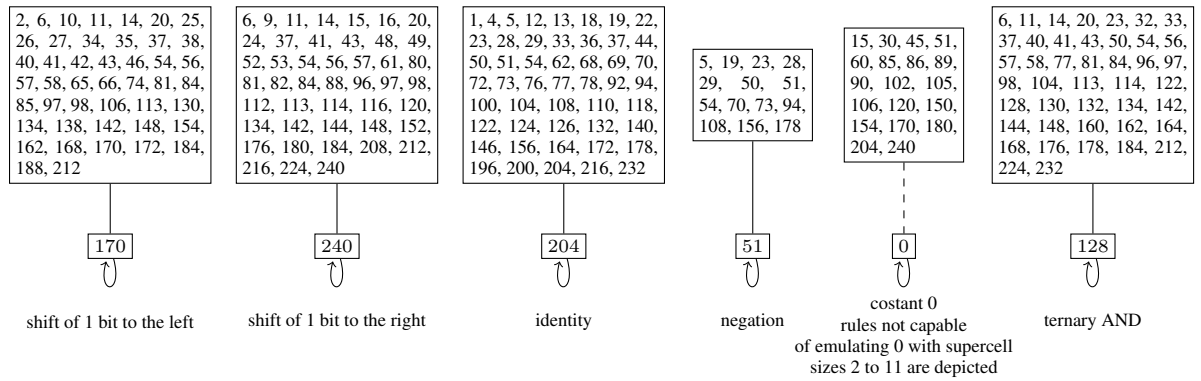 2, 6, 10, 11, 14, 20, 25,
26, 27, 34, 35, 37, 38,
40, 41, 42, 43, 46, 54, 56,
57, 58, 65, 66, 74, 81, 84,
85, 97, 98, 106, 113, 130,
134, 138, 142, 148, 154,
162, 168, 170, 172, 184,
188, 212
170
shift of 1 bit to the left
6, 9, 11, 14, 15, 16, 20,
24, 37, 41, 43, 48, 49,
52, 53, 54, 56, 57, 61, 80,
81, 82, 84, 88, 96, 97, 98,
112, 113, 114, 116, 120,
134, 142, 144, 148, 152,
176, 180, 184, 208, 212,
216, 224, 240
240
shift of 1 bit to the right
1, 4, 5, 12, 13, 18, 19, 22,
23, 28, 29, 33, 36, 37, 44,
50, 51, 54, 62, 68, 69, 70,
72, 73, 76, 77, 78, 92, 94,
100, 104, 108, 110, 118,
122, 124, 126, 132, 140,
146, 156, 164, 172, 178,
196, 200, 204, 216, 232
204
identity
5, 19, 23, 28,
29, 50, 51,
54, 70, 73, 94,
108, 156, 178
51
negation
15, 30, 45, 51,
60, 85, 86, 89,
90, 102, 105,
106, 120, 150,
154, 170, 180,
204, 240
0
costant 0
rules not capable
of emulating 0 with supercell
sizes 2 to 11 are depicted
6, 11, 14, 20, 23, 32, 33,
37, 40, 41, 43, 50, 54, 56,
57, 58, 77, 81, 84, 96, 97,
98, 104, 113, 114, 122,
128, 130, 132, 134, 142,
144, 148, 160, 162, 164,
168, 176, 178, 184, 212,
224, 232
128
ternary AND